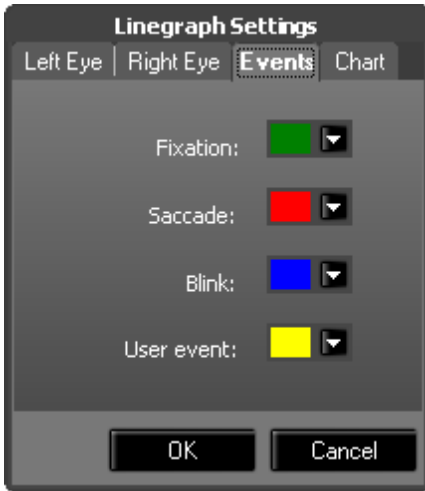 Linegraph Settings
Left Eye Right Eye Events Chart
Fixation:
Saccade:
Blink:
User event:
OK Cancel